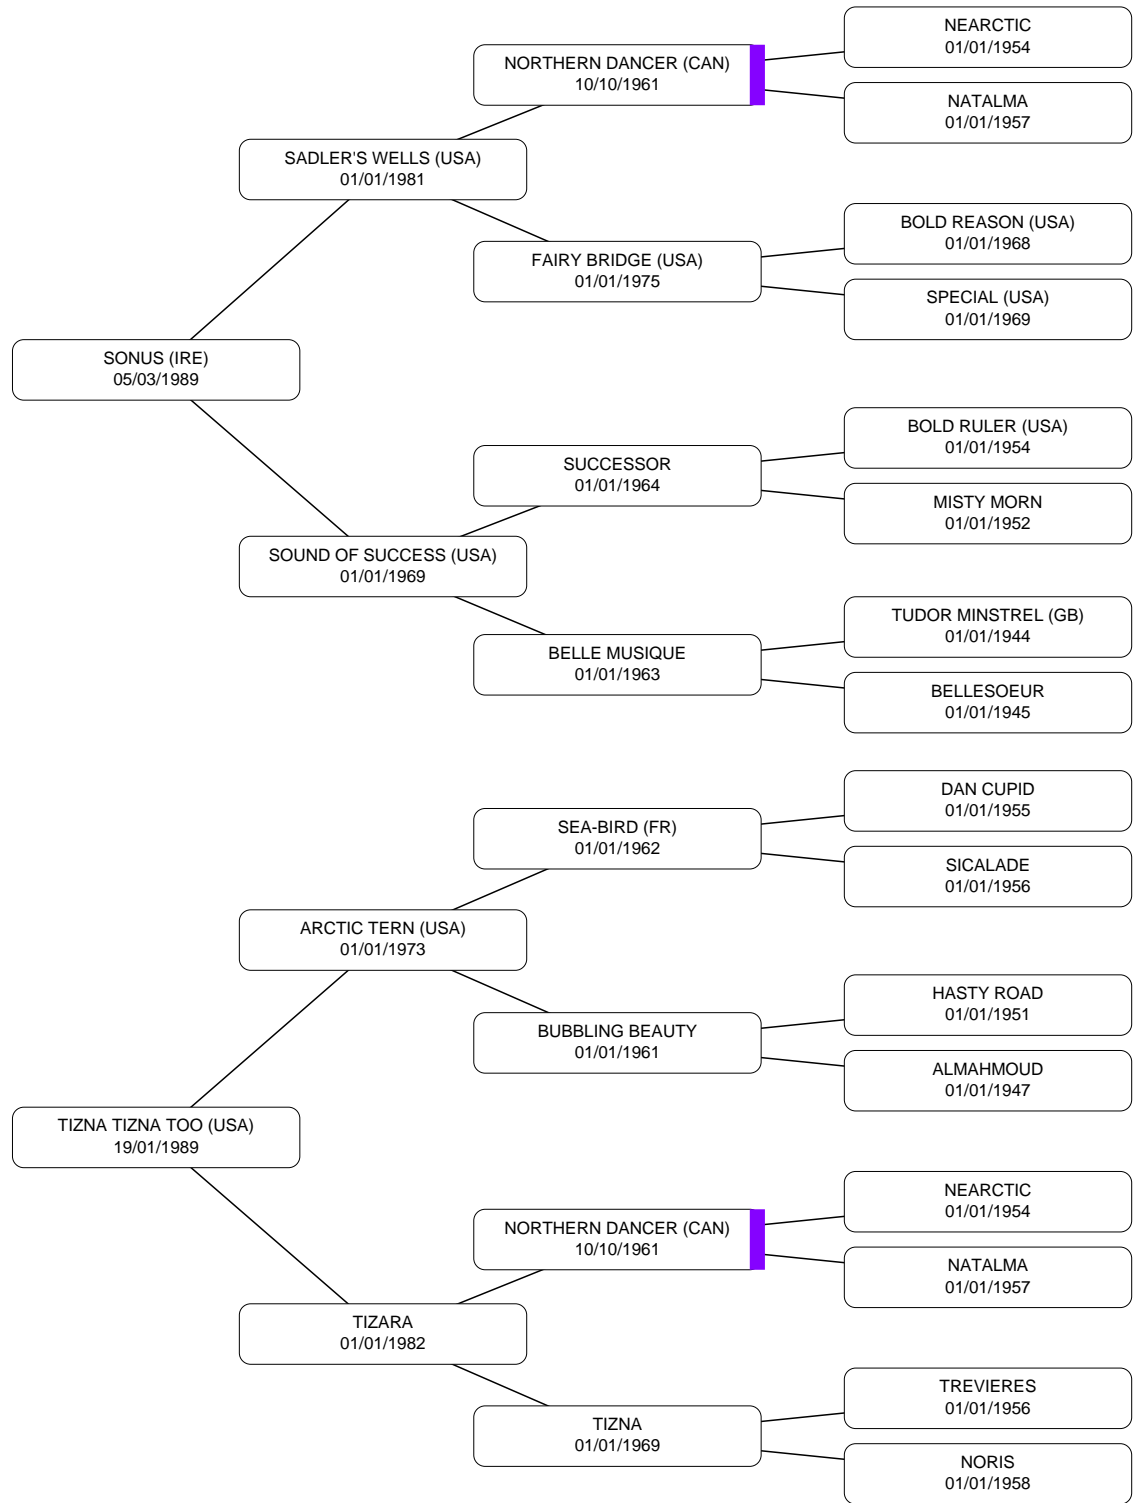 NEARCTIC
01/01/1954
NORTHERN DANCER (CAN)
10/10/1961
NATALMA
01/01/1957
SADLER'S WELLS (USA)
01/01/1981
BOLD REASON (USA)
01/01/1968
FAIRY BRIDGE (USA)
01/01/1975
SPECIAL (USA)
01/01/1969
SONUS (IRE)
05/03/1989
BOLD RULER (USA)
01/01/1954
SUCCESSOR
01/01/1964
MISTY MORN
01/01/1952
SOUND OF SUCCESS (USA)
01/01/1969
TUDOR MINSTREL (GB)
01/01/1944
BELLE MUSIQUE
01/01/1963
BELLESOEUR
01/01/1945
DAN CUPID
01/01/1955
SEA-BIRD (FR)
01/01/1962
SICALADE
01/01/1956
ARCTIC TERN (USA)
01/01/1973
HASTY ROAD
01/01/1951
BUBBLING BEAUTY
01/01/1961
ALMAHMOUD
01/01/1947
TIZNA TIZNA TOO (USA)
19/01/1989
NEARCTIC
01/01/1954
NORTHERN DANCER (CAN)
10/10/1961
NATALMA
01/01/1957
TIZARA
01/01/1982
TREVIERES
01/01/1956
TIZNA
01/01/1969
NORIS
01/01/1958